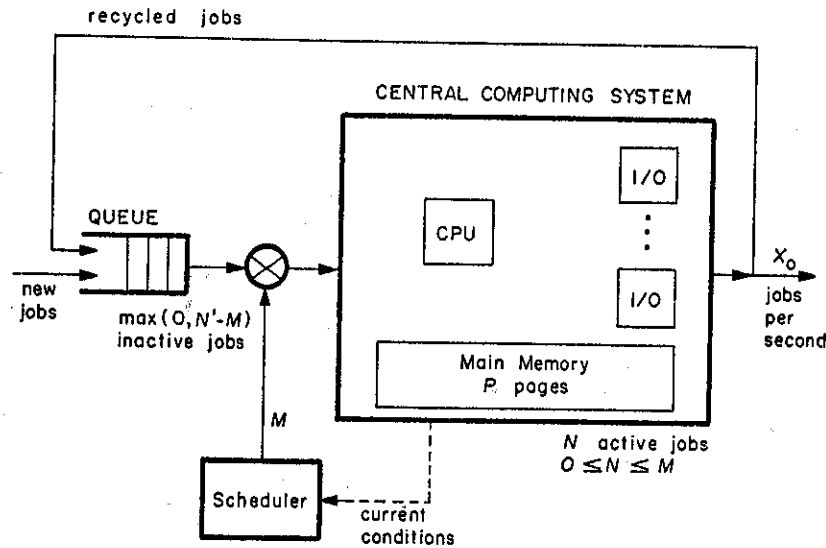 recycled jobs
CENTRAL COMPUTING SYSTEM
I/O
QUEUE
CPU
new
jobs
max(0,N'-M)
inactive jobs
I/O
X₀
jobs
per
second
Main Memory
P pages
M
N active jobs
0 ≤ N ≤ M
Scheduler
current
conditions